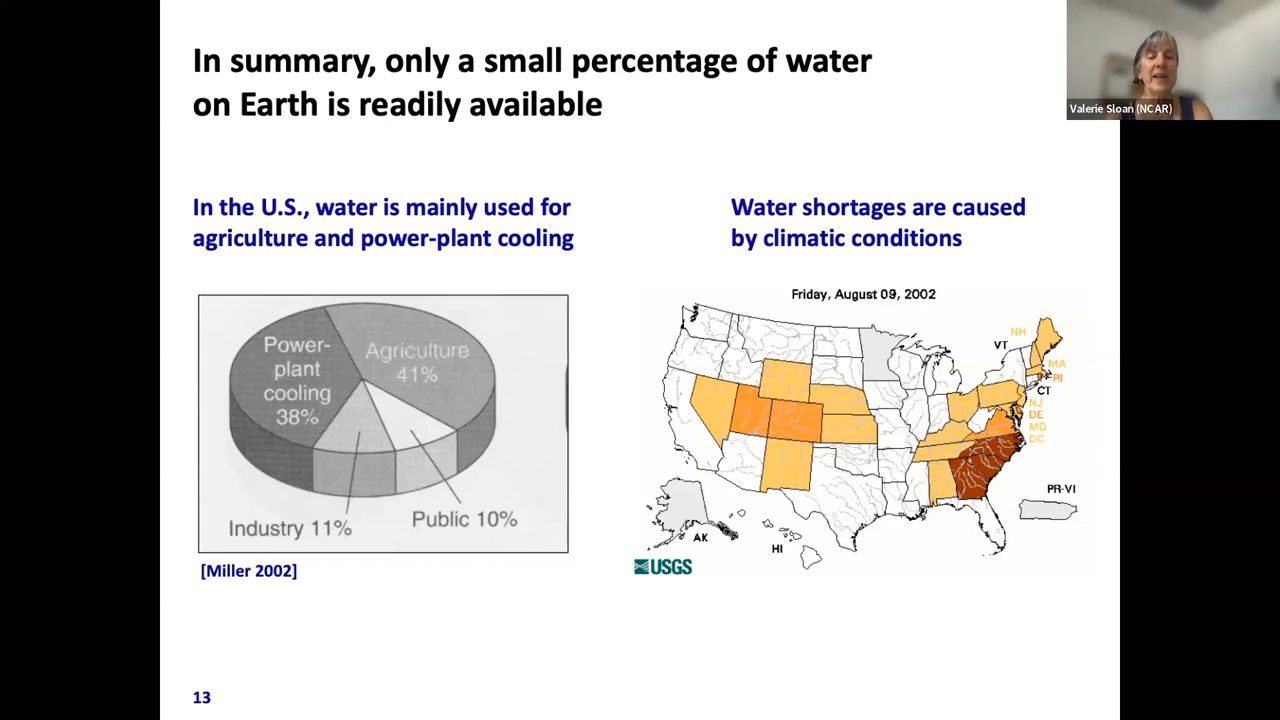 In summary, only a small percentage of water
on Earth is readily available
Valerie Sloan (NCAR)
In the U.S., water is mainly used for
agriculture and power-plant cooling
Power-
plant
cooling
38%
Agriculture
41%
Industry 11%
Public 10%
[Miller 2002]
Water shortages are caused
by climatic conditions
Friday, August 09, 2002
NH
VT
MA
RI
CT
NJ
DE
MD
DC
PR-VI
AK
HI
USGS
13